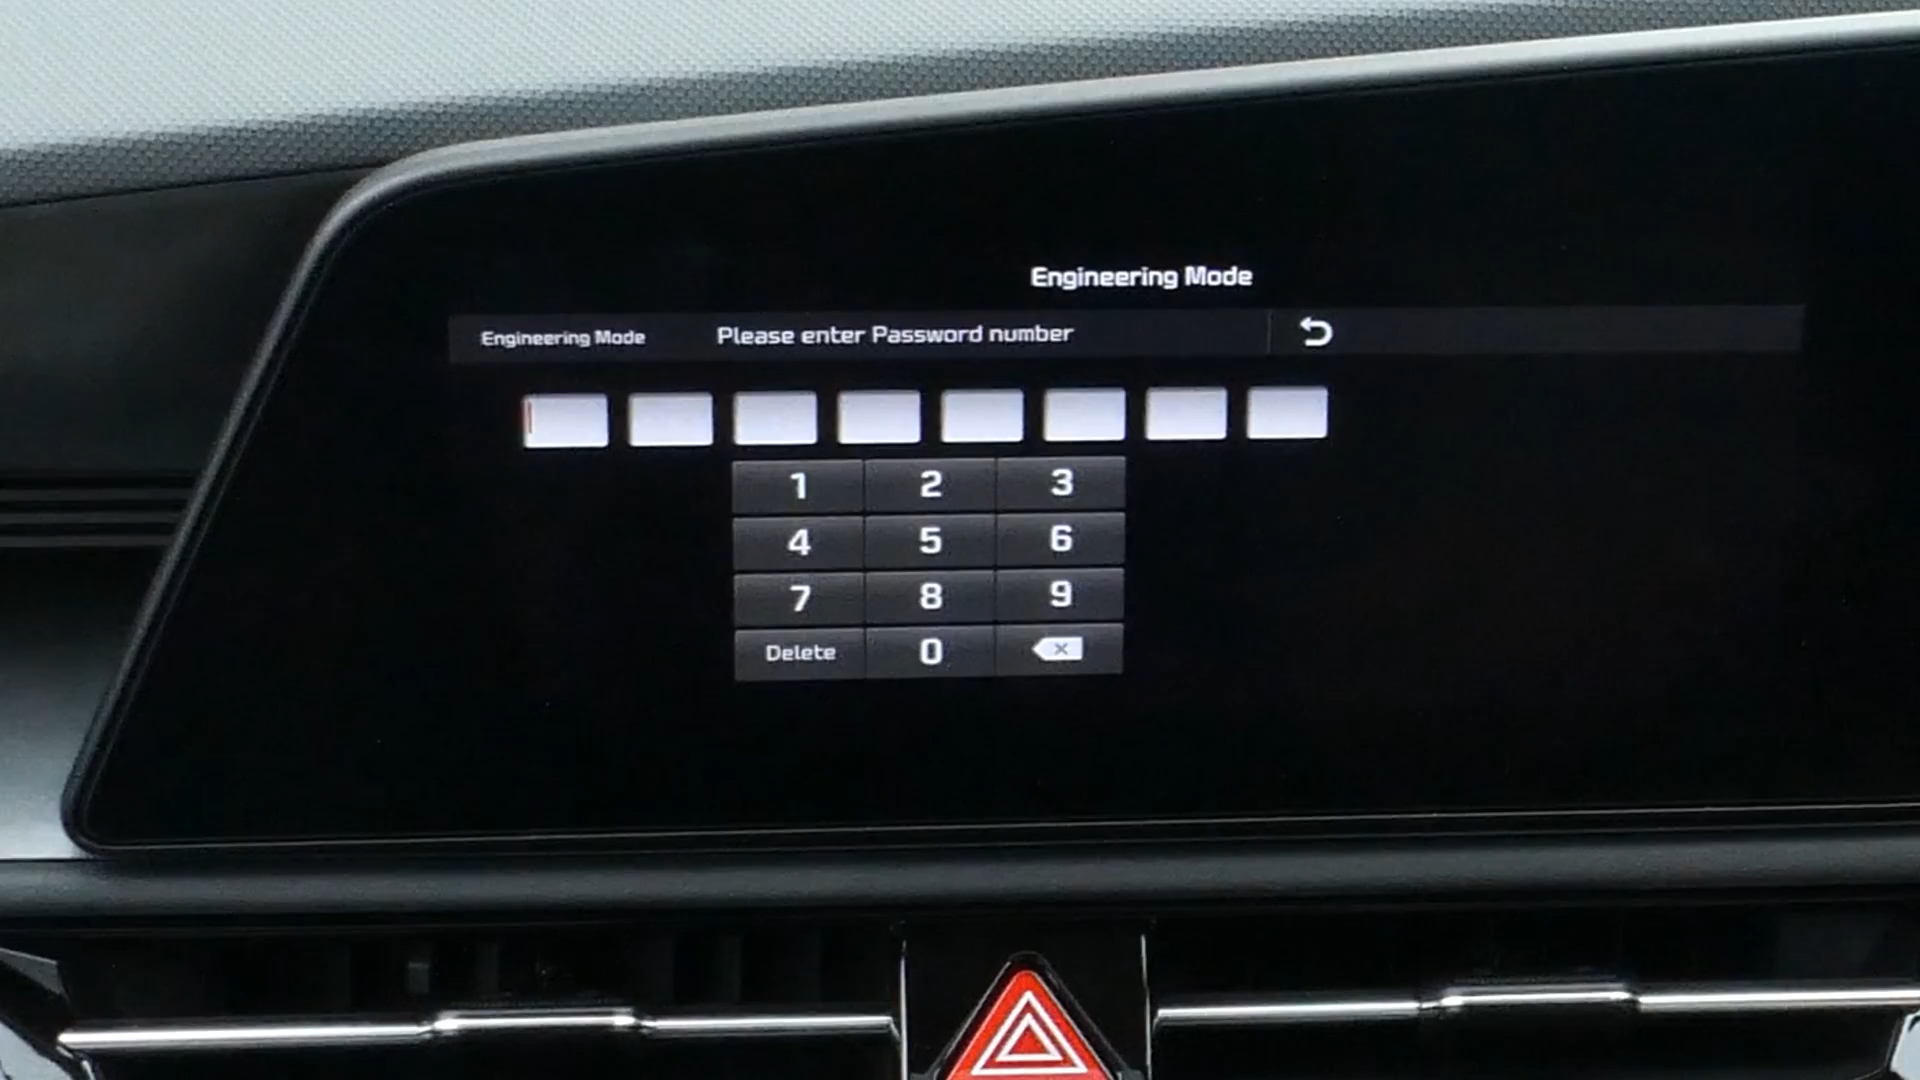 Engineering Mode
Engineering Mode Please enter Password number
1 2 3
4 5 6
7 8 9
Delete 0